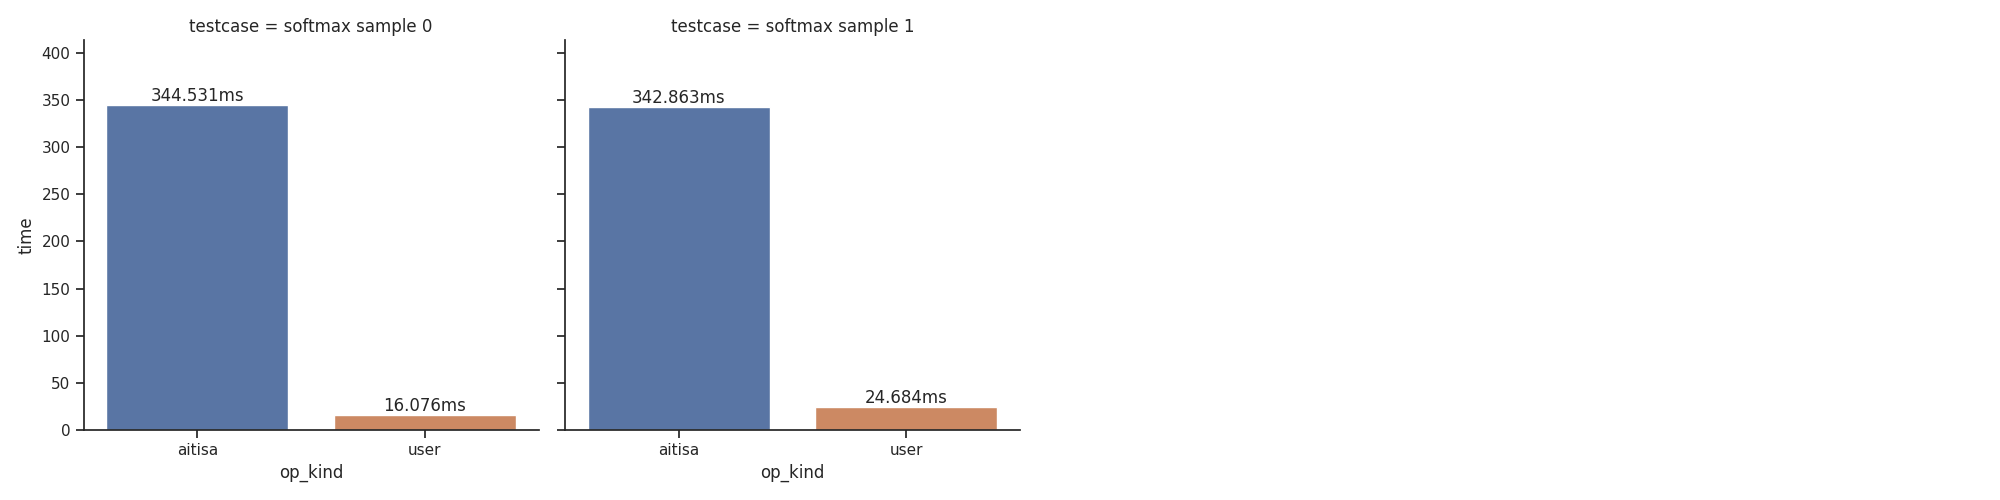 testcase = softmax sample 0
time
400
350
300
250
200
150
100
50
0
344.531ms
16.076ms
aitisa
user
op_kind
testcase = softmax sample 1
342.863ms
24.684ms
aitisa
user
op_kind